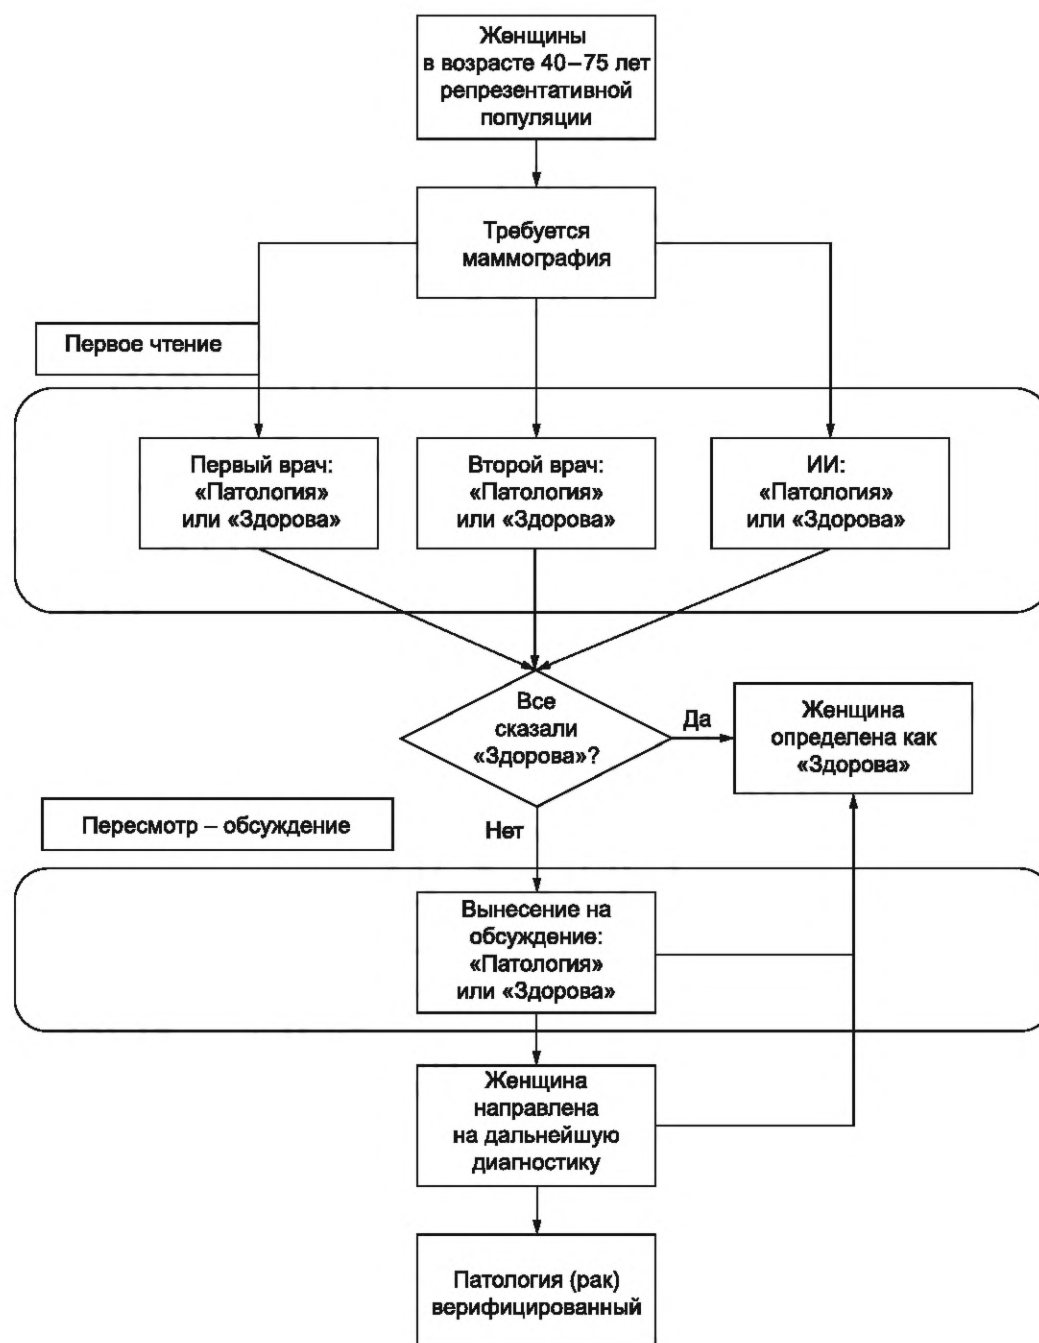 Женщины
в возрасте 40–75 лет
репрезентативной
популяции
Требуется
маммография
Первое чтение
Первый врач:
«Патология»
или «Здорова»
Второй врач:
«Патология»
или «Здорова»
ИИ:
«Патология»
или «Здорова»
Все
сказали
«Здорова»?
Да
Женщина
определена как
«Здорова»
Пересмотр – обсуждение
Нет
Вынесение на
обсуждение:
«Патология»
или «Здорова»
Женщина
направлена
на дальнейшую
диагностику
Патология (рак)
верифицированный